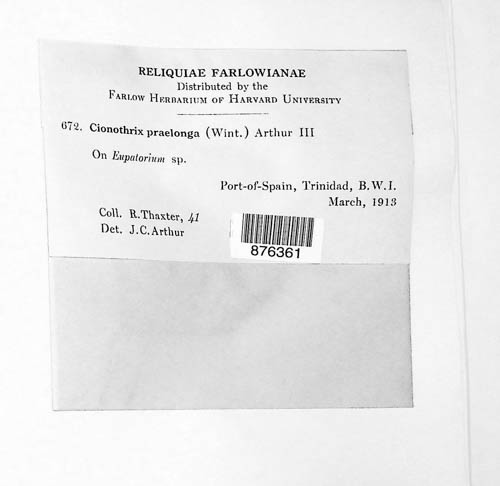 RELIQUIAE FARLOWIANAE
Distributed by the
FARLOW HERBARIUM OF HARVARD UNIVERSITY
672. Cionothrix praelonga (Wint.) Arthur III
On Eupatorium sp.
Port-of-Spain, Trinidad, B.W.I.
March, 1913
Coll. R.Thaxter, 41
Det. J.C.Arthur
876361